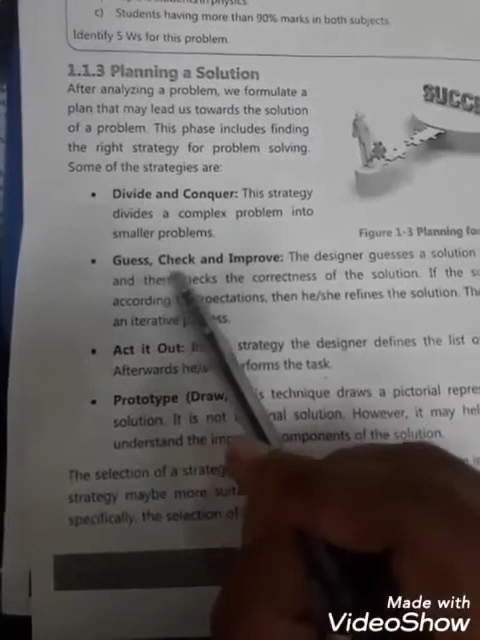 c) Students having more than 90% marks in both subjects
Identify 5 Ws for this problem.
1.1.3 Planning a Solution
After analyzing a problem, we formulate a
plan that may lead us towards the solution
of a problem. This phase includes finding
the right strategy for problem solving.
Some of the strategies are:
SUCCE
• Divide and Conquer: This strategy
divides a complex problem into
smaller problems.
Figure 1-3 Planning fo
• Guess, Check and Improve: The designer guesses a solution
and then checks the correctness of the solution. If the
according expectations, then he/she refines the solution.
an iterative
• Act it Out: strategy the designer defines the list
Afterwards performs the task.
• Prototype (Draw, technique draws a pictorial
solution. It is not final solution. However, it may
understand the components of the solution.
The selection of a
strategy maybe more
specifically, the selection of
Made with
VideoShow